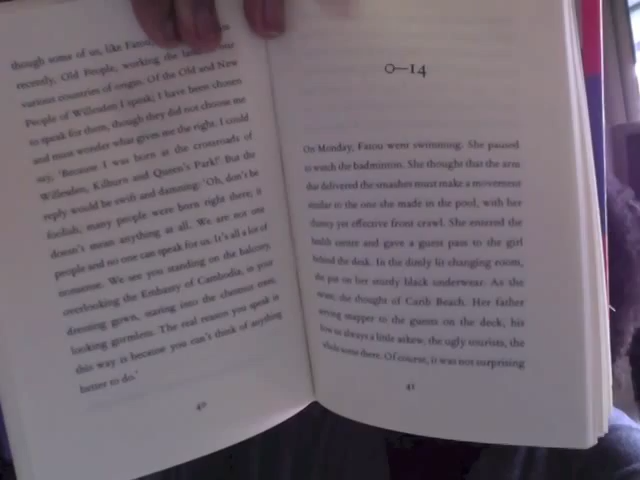 though some of us, like Fatou,
recently, Old People, working the
various countries of origin. Of the Old and New
People of Willesden I speak; I have been chosen
to speak for them, though they did not choose me
and must wonder what gives me the right. I could
say, 'Because I was born at the crossroads of
Willesden, Kilburn and Queen's Park!' But the
reply would be swift and damning: 'Oh, don't be
foolish, many people were born right there; it
doesn't mean anything at all. We are not one
people and no one can speak for us. It's all a lot of
nonsense. We see you standing on the balcony,
overlooking the Embassy of Cambodia, in your
dressing gown, staring into the chestnut trees,
looking gormless. The real reason you speak in
this way is because you can't think of anything
better to do.'
40
0—14
On Monday, Fatou went swimming. She paused
to watch the badminton. She thought that the arm
that delivered the smashes must make a movement
similar to the one she made in the pool, with her
clumsy yet effective front crawl. She entered the
health centre and gave a guest pass to the girl
behind the desk. In the dimly lit changing room,
she put on her sturdy black underwear. As she
swam, she thought of Carib Beach. Her father
serving snapper to the guests on the deck, his
bow tie always a little askew, the ugly tourists, the
whole scene there. Of course, it was not surprising
41